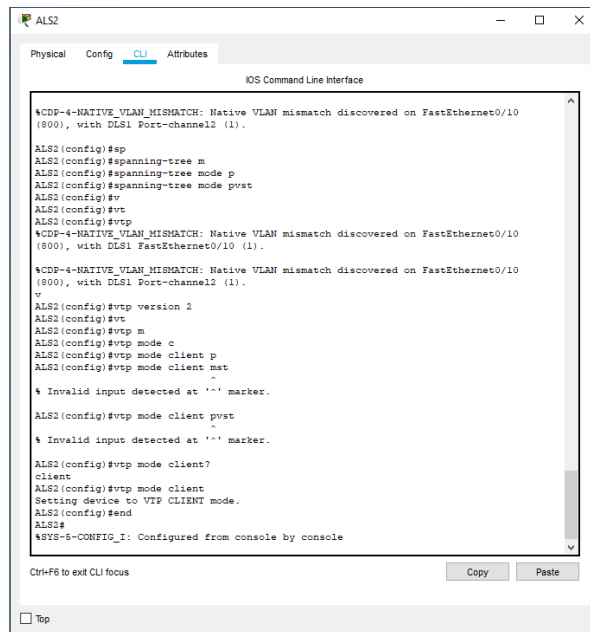 ALS2
Physical
Config
CLI
Attributes
IOS Command Line Interface
%CDP-4-NATIVE_VLAN_MISMATCH: Native VLAN mismatch discovered on FastEthernet0/10
(800), with DLS1 Port-channel2 (1).
ALS2(config)#sp
ALS2(config)#spanning-tree m
ALS2(config)#spanning-tree mode p
ALS2(config)#spanning-tree mode pvst
ALS2(config)#v
ALS2(config)#vt
ALS2(config)#vtp
%CDP-4-NATIVE_VLAN_MISMATCH: Native VLAN mismatch discovered on FastEthernet0/10
(800), with DLS1 FastEthernet0/10 (1).
%CDP-4-NATIVE_VLAN_MISMATCH: Native VLAN mismatch discovered on FastEthernet0/10
(800), with DLS1 Port-channel2 (1).
v
ALS2(config)#vtp version 2
ALS2(config)#vt
ALS2(config)#vtp m
ALS2(config)#vtp mode c
ALS2(config)#vtp mode client p
ALS2(config)#vtp mode client mst
^
% Invalid input detected at '^' marker.
ALS2(config)#vtp mode client pvst
^
% Invalid input detected at '^' marker.
ALS2(config)#vtp mode client?
client
ALS2(config)#vtp mode client
Setting device to VTP CLIENT mode.
ALS2(config)#end
ALS2#
%SYS-5-CONFIG_I: Configured from console by console
Ctrl+F6 to exit CLI focus
Copy
Paste
Top